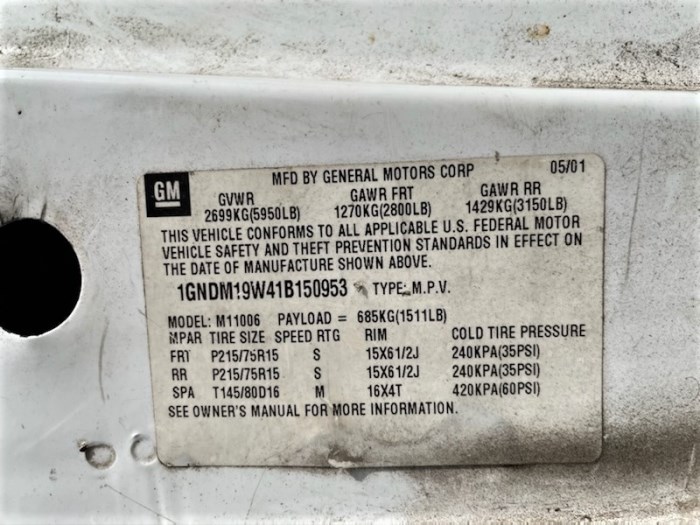 GM
MFD BY GENERAL MOTORS CORP 05/01
GVWR GAWR FRT GAWR RR
2699KG(5950LB) 1270KG(2800LB) 1429KG(3150LB)
THIS VEHICLE CONFORMS TO ALL APPLICABLE U.S. FEDERAL MOTOR
VEHICLE SAFETY AND THEFT PREVENTION STANDARDS IN EFFECT ON
THE DATE OF MANUFACTURE SHOWN ABOVE.
1GNDM19W41B150953 TYPE: M.P.V.
MODEL: M11006 PAYLOAD = 685KG(1511LB)
MPAR TIRE SIZE SPEED RTG RIM COLD TIRE PRESSURE
FRT P215/75R15 S 15X61/2J 240KPA(35PSI)
RR P215/75R15 S 15X61/2J 240KPA(35PSI)
SPA T145/80D16 M 16X4T 420KPA(60PSI)
SEE OWNER'S MANUAL FOR MORE INFORMATION.